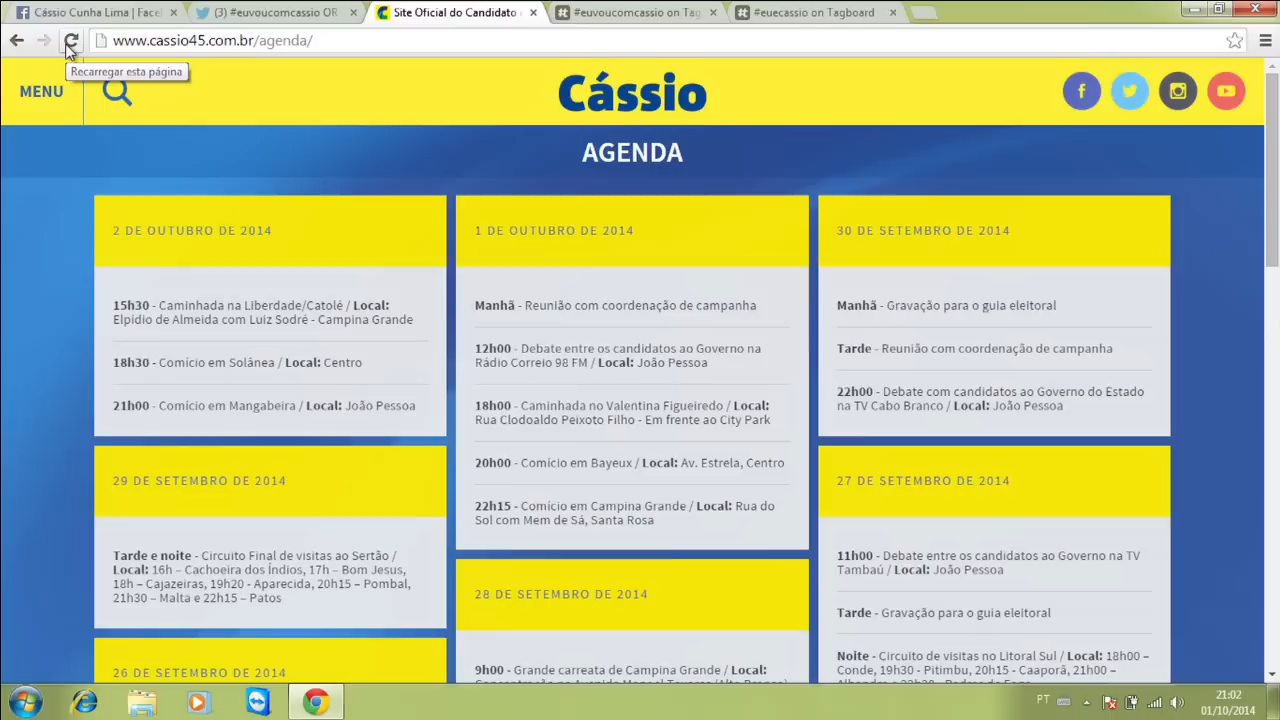 Cássio Cunha Lima | Face
(3) #euvoucomcassio OR
Site Oficial do Candidato
#euvoucomcassio on Tag
#euecassio on Tagboard
www.cassio45.com.br/agenda/
Recarregar esta página
MENU
Cássio
AGENDA
2 DE OUTUBRO DE 2014
15h30 - Caminhada na LIberdade/Catolé / Local:
Elpídio de Almeida com Luiz Sodré - Campina Grande
18h30 - Comício em Solânea / Local: Centro
21h00 - Comício em Mangabeira / Local: João Pessoa
1 DE OUTUBRO DE 2014
Manhã - Reunião com coordenação de campanha
12h00 - Debate entre os candidatos ao Governo na
Rádio Correio 98 FM / Local: João Pessoa
18h00 - Caminhada no Valentina Figueiredo / Local:
Rua Clodoaldo Peixoto Filho - Em frente ao City Park
20h00 - Comício em Bayeux / Local: Av. Estrela, Centro
22h15 - Comício em Campina Grande / Local: Rua do
Sol com Mem de Sá, Santa Rosa
30 DE SETEMBRO DE 2014
Manhã - Gravação para o guia eleitoral
Tarde - Reunião com coordenação de campanha
22h00 - Debate com candidatos ao Governo do Estado
na TV Cabo Branco / Local: João Pessoa
29 DE SETEMBRO DE 2014
Tarde e noite - Circuito Final de visitas ao Sertão /
Local: 16h – Cachoeira dos Índios, 17h – Bom Jesus,
18h – Cajazeiras, 19h20 - Aparecida, 20h15 – Pombal,
21h30 – Malta e 22h15 – Patos
28 DE SETEMBRO DE 2014
9h00 - Grande carreata de Campina Grande / Local:
27 DE SETEMBRO DE 2014
11h00 - Debate entre os candidatos ao Governo na TV
Tambaú / Local: João Pessoa
Tarde - Gravação para o guia eleitoral
Noite - Circuito de visitas no Litoral Sul / Local: 18h00 –
Conde, 19h30 - Pitimbu, 20h15 - Caaporã, 21h00 –
26 DE SETEMBRO DE 2014
PT
21:02
01/10/2014